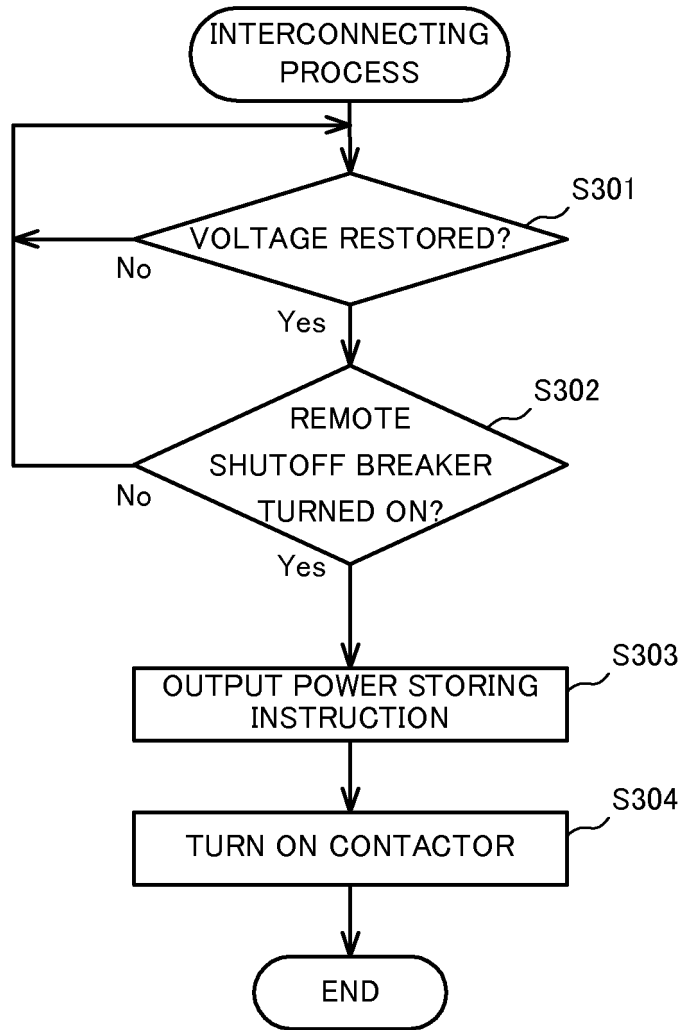 INTERCONNECTING
PROCESS
S301
VOLTAGE RESTORED?
No
Yes
S302
REMOTE
SHUTOFF BREAKER
TURNED ON?
No
Yes
S303
OUTPUT POWER STORING
INSTRUCTION
S304
TURN ON CONTACTOR
END